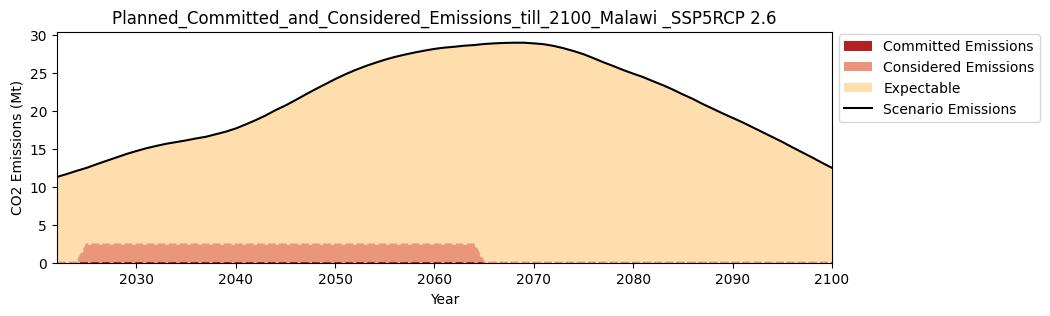 Planned_Committed_and_Considered_Emissions_till_2100_Malawi _SSP5RCP 2.6
30
25
20
15
10
5
0
CO2 Emissions (Mt)
2030 2040 2050 2060 2070 2080 2090 2100
Year
Committed Emissions
Considered Emissions
Expectable
Scenario Emissions